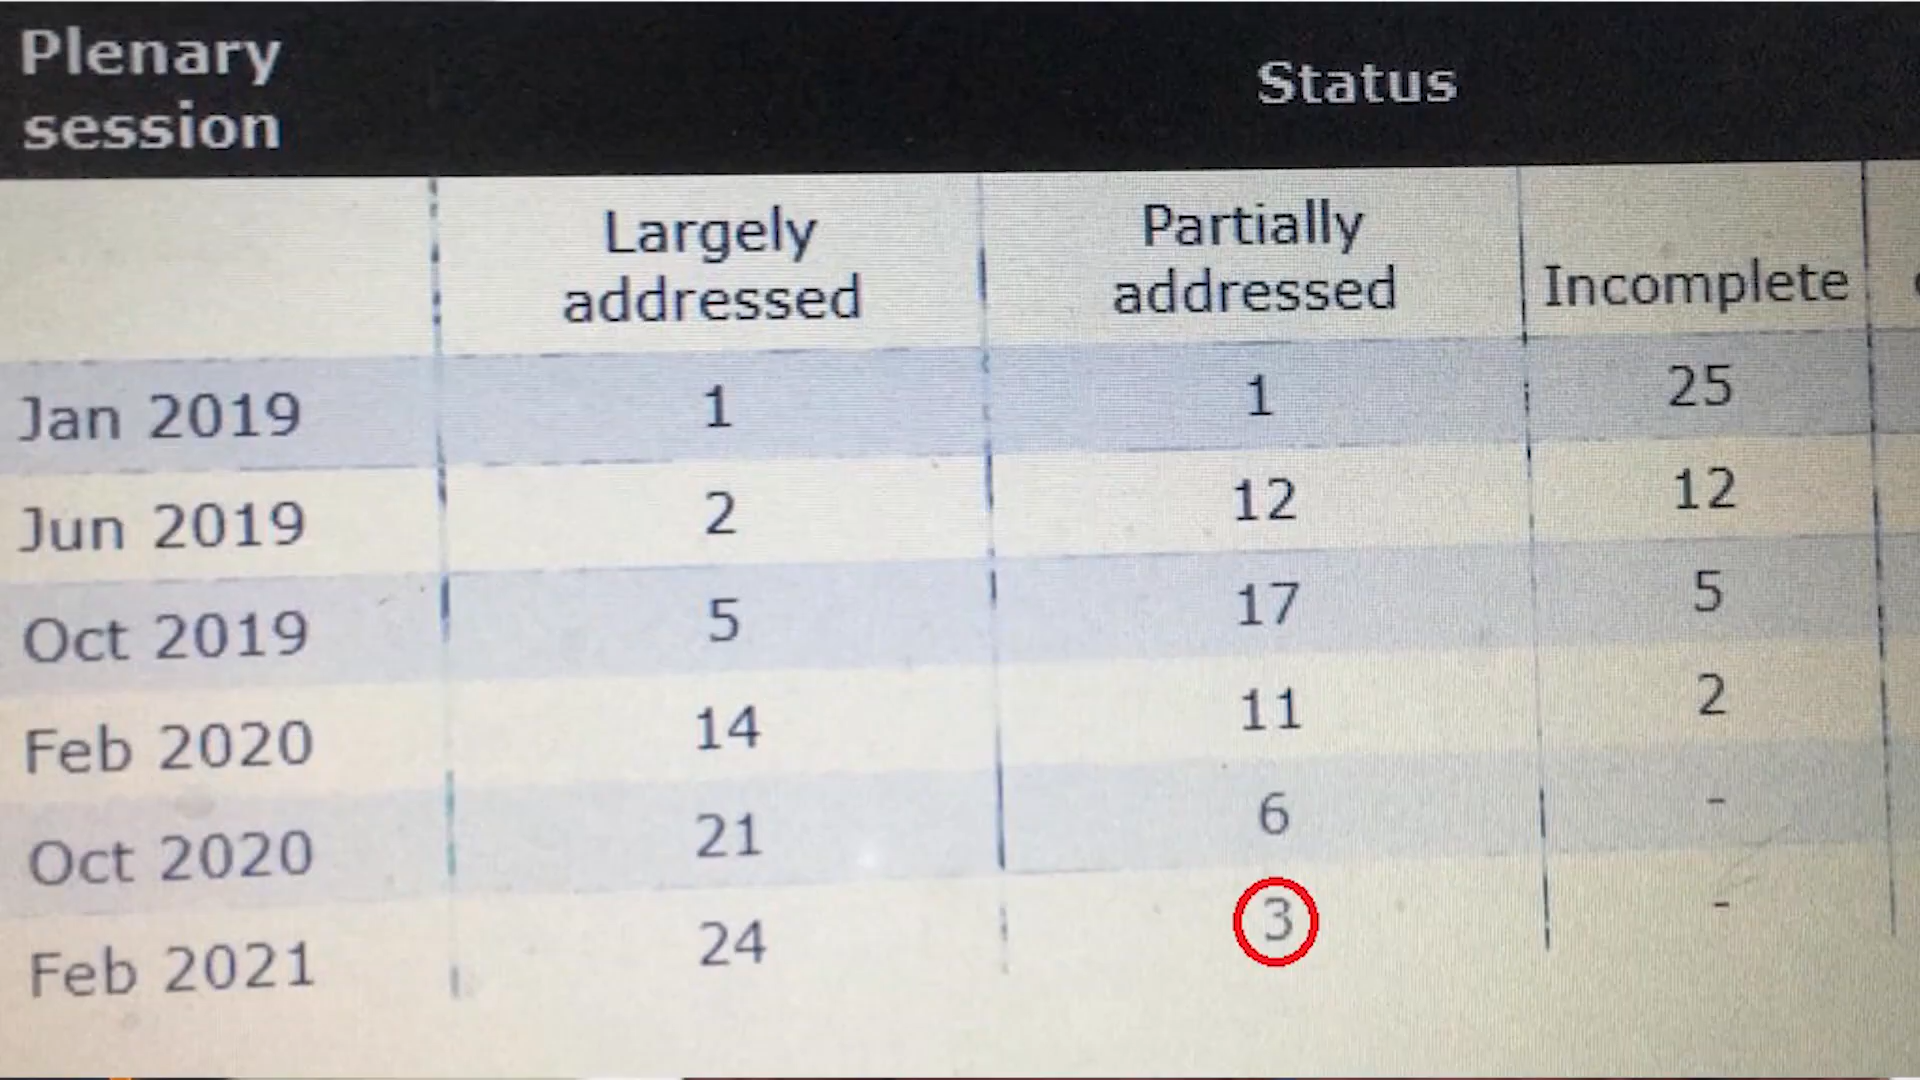 Plenary
session
Status
Largely
addressed
Partially
addressed
Incomplete
Jan 2019 1 1 25
Jun 2019 2 12 12
Oct 2019 5 17 5
Feb 2020 14 11 2
Oct 2020 21 6 -
Feb 2021 24 3 -